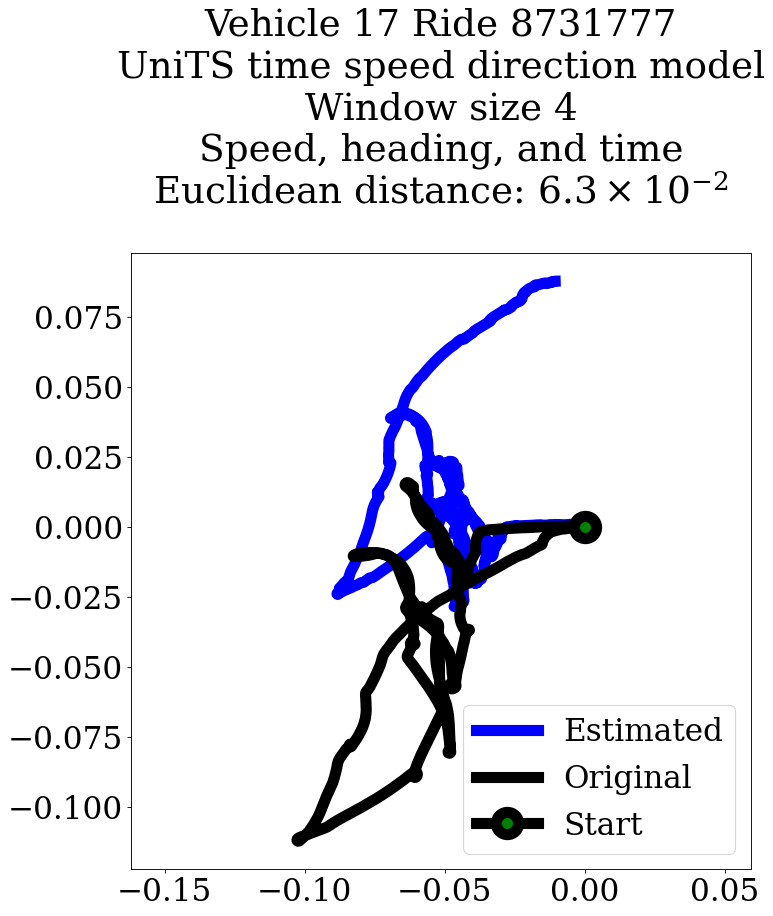 Vehicle 17 Ride 8731777
UniTS time speed direction model
Window size 4
Speed, heading, and time
Euclidean distance: 6.3 × 10⁻²
0.075
0.050
0.025
0.000
−0.025
−0.050
−0.075
−0.100
Estimated
Original
Start
−0.15 −0.10 −0.05 0.00 0.05